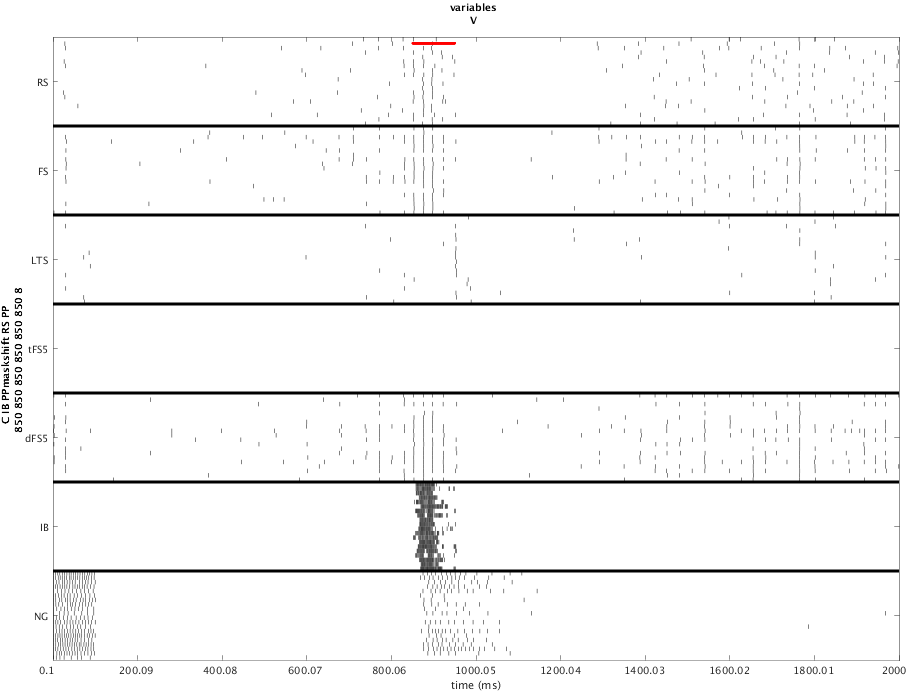 variables
V
RS
FS
LTS
tFS5
dFS5
IB
NG
C IB PPmaskshift RS PP
850 850 850 850 850 850 8
0.1 200.09 400.08 600.07 800.06 1000.05 1200.04 1400.03 1600.02 1800.01 2000
time (ms)